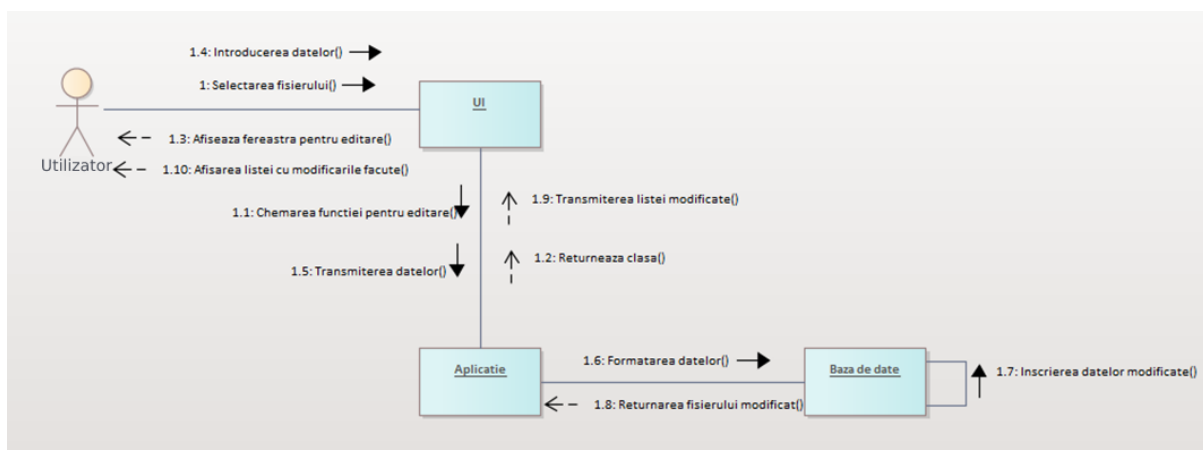 1.4: Introducerea datelor()
1: Selectarea fisierului()
UI
1.3: Afiseaza fereastra pentru editare()
Utilizator
1.10: Afisarea listei cu modificarile facute()
1.9: Transmiterea listei modificate()
1.1: Chemarea functiei pentru editare()
1.2: Returneaza clasa()
1.5: Transmiterea datelor()
Aplicatie
1.6: Formatarea datelor()
Baza de date
1.7: Inscrierea datelor modificate()
1.8: Returnarea fisierului modificat()